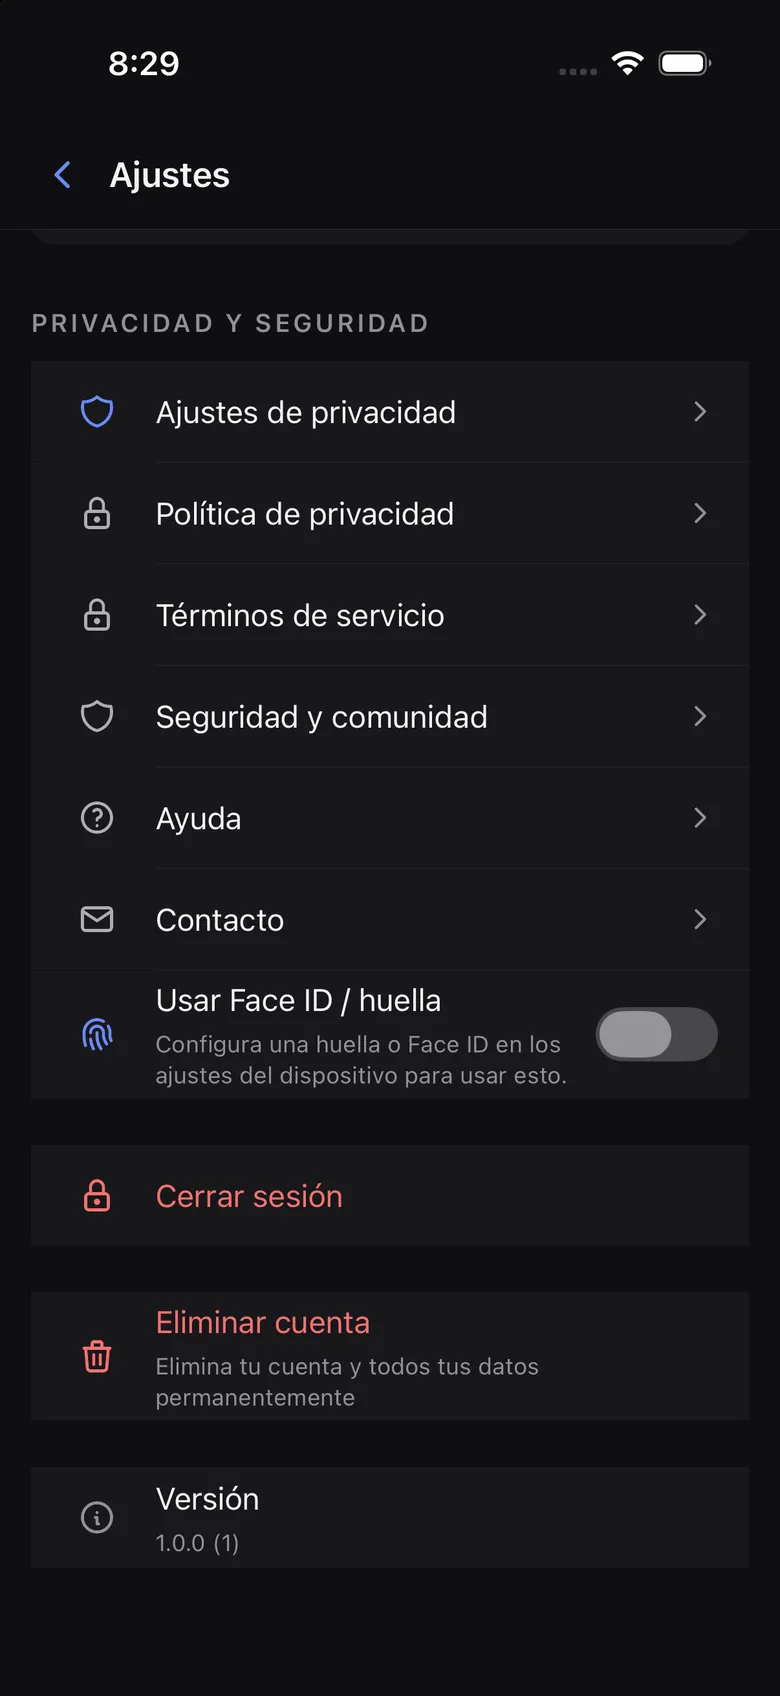 8:29
Ajustes
PRIVACIDAD Y SEGURIDAD
Ajustes de privacidad
Política de privacidad
Términos de servicio
Seguridad y comunidad
Ayuda
Contacto
Usar Face ID / huella
Configura una huella o Face ID en los
ajustes del dispositivo para usar esto.
Cerrar sesión
Eliminar cuenta
Elimina tu cuenta y todos tus datos
permanentemente
Versión
1.0.0 (1)